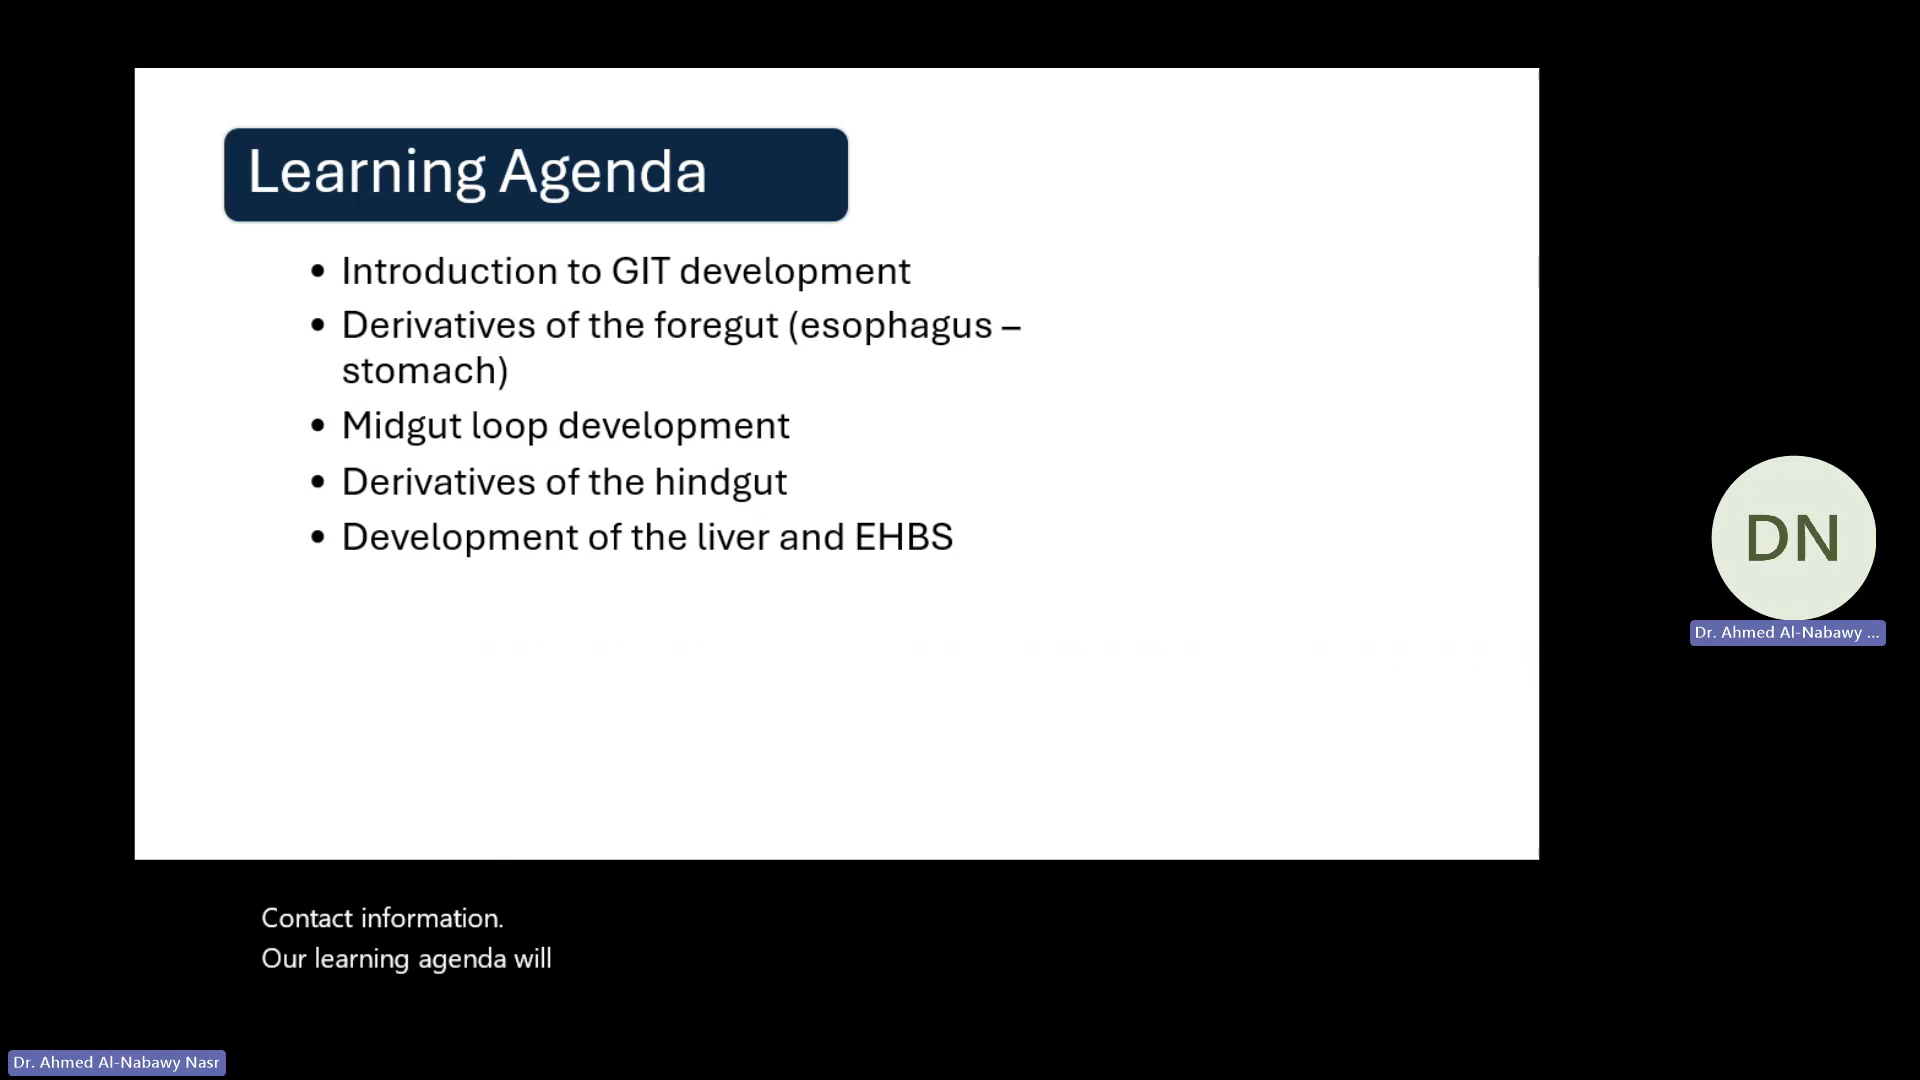 Learning Agenda
• Introduction to GIT development
• Derivatives of the foregut (esophagus –
stomach)
• Midgut loop development
• Derivatives of the hindgut
• Development of the liver and EHBS
DN
Dr. Ahmed Al-Nabawy ...
Contact information.
Our learning agenda will
Dr. Ahmed Al-Nabawy Nasr